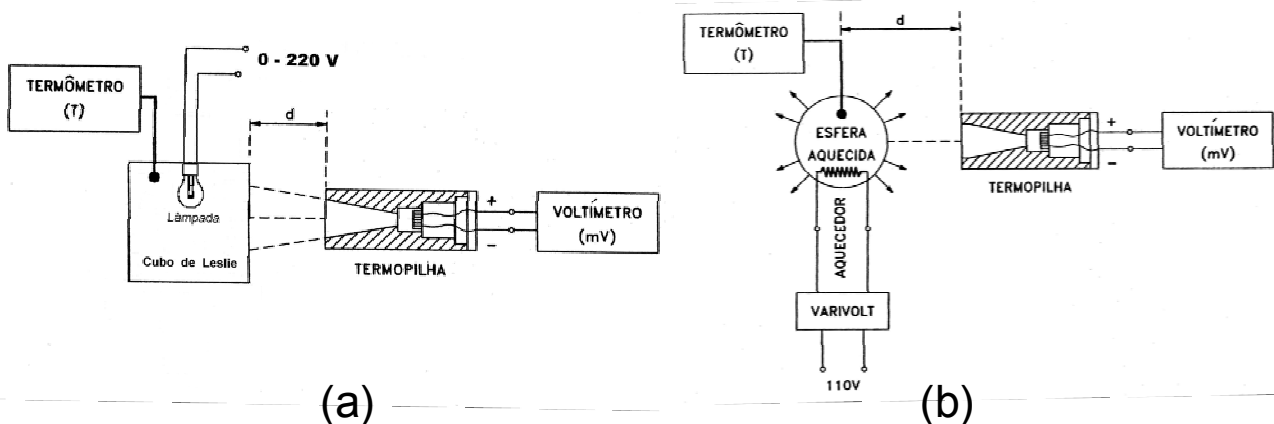 TERMÔMETRO
(T)
0 - 220 V
d
Lâmpada
Cubo de Leslie
TERMOPILHA
+
−
VOLTÍMETRO
(mV)
(a)
TERMÔMETRO
(T)
d
ESFERA
AQUECIDA
AQUECEDOR
VARIVOLT
110V
TERMOPILHA
+
−
VOLTÍMETRO
(mV)
(b)